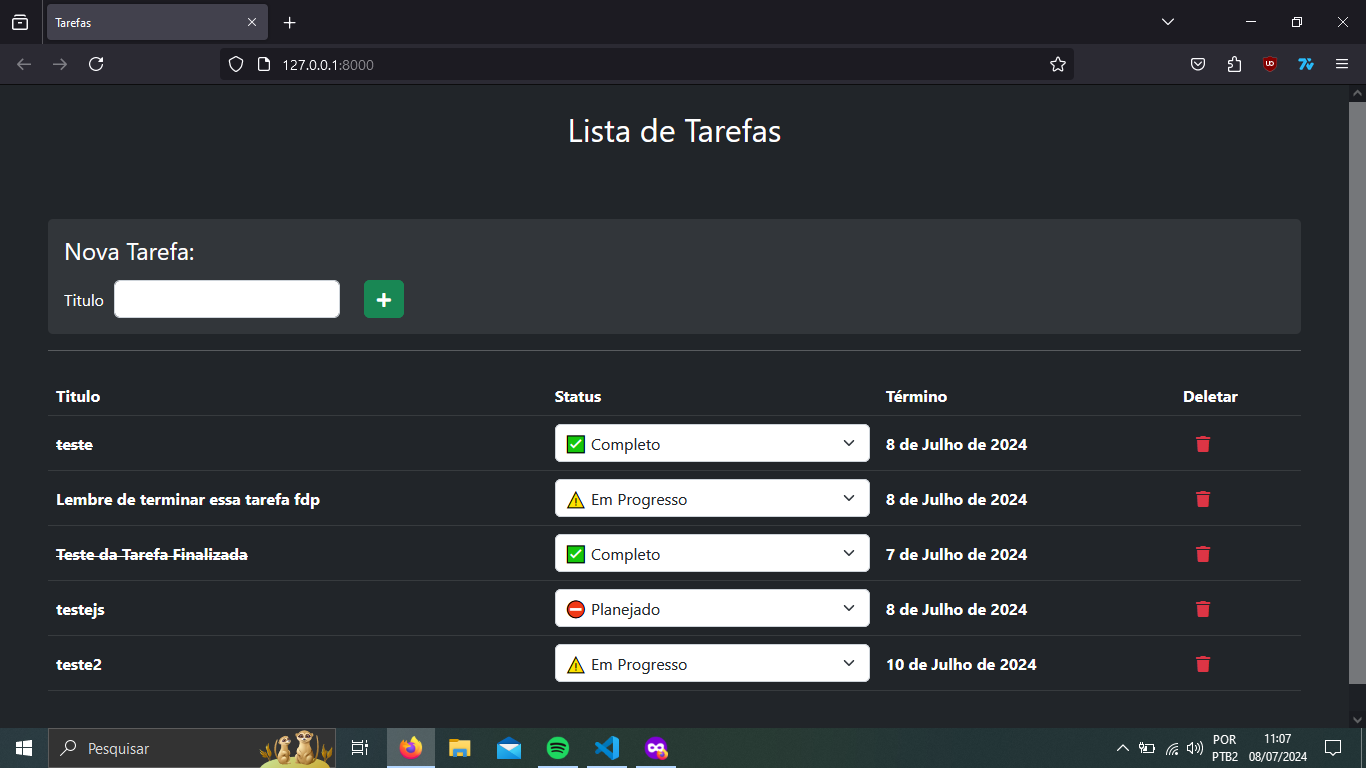 Tarefas
127.0.0.1:8000
Lista de Tarefas
Nova Tarefa:
Titulo
Titulo Status Término Deletar
teste Completo 8 de Julho de 2024
Lembre de terminar essa tarefa fdp Em Progresso 8 de Julho de 2024
Teste da Tarefa Finalizada Completo 7 de Julho de 2024
testejs Planejado 8 de Julho de 2024
teste2 Em Progresso 10 de Julho de 2024
Pesquisar
POR 11:07
PTB2 08/07/2024